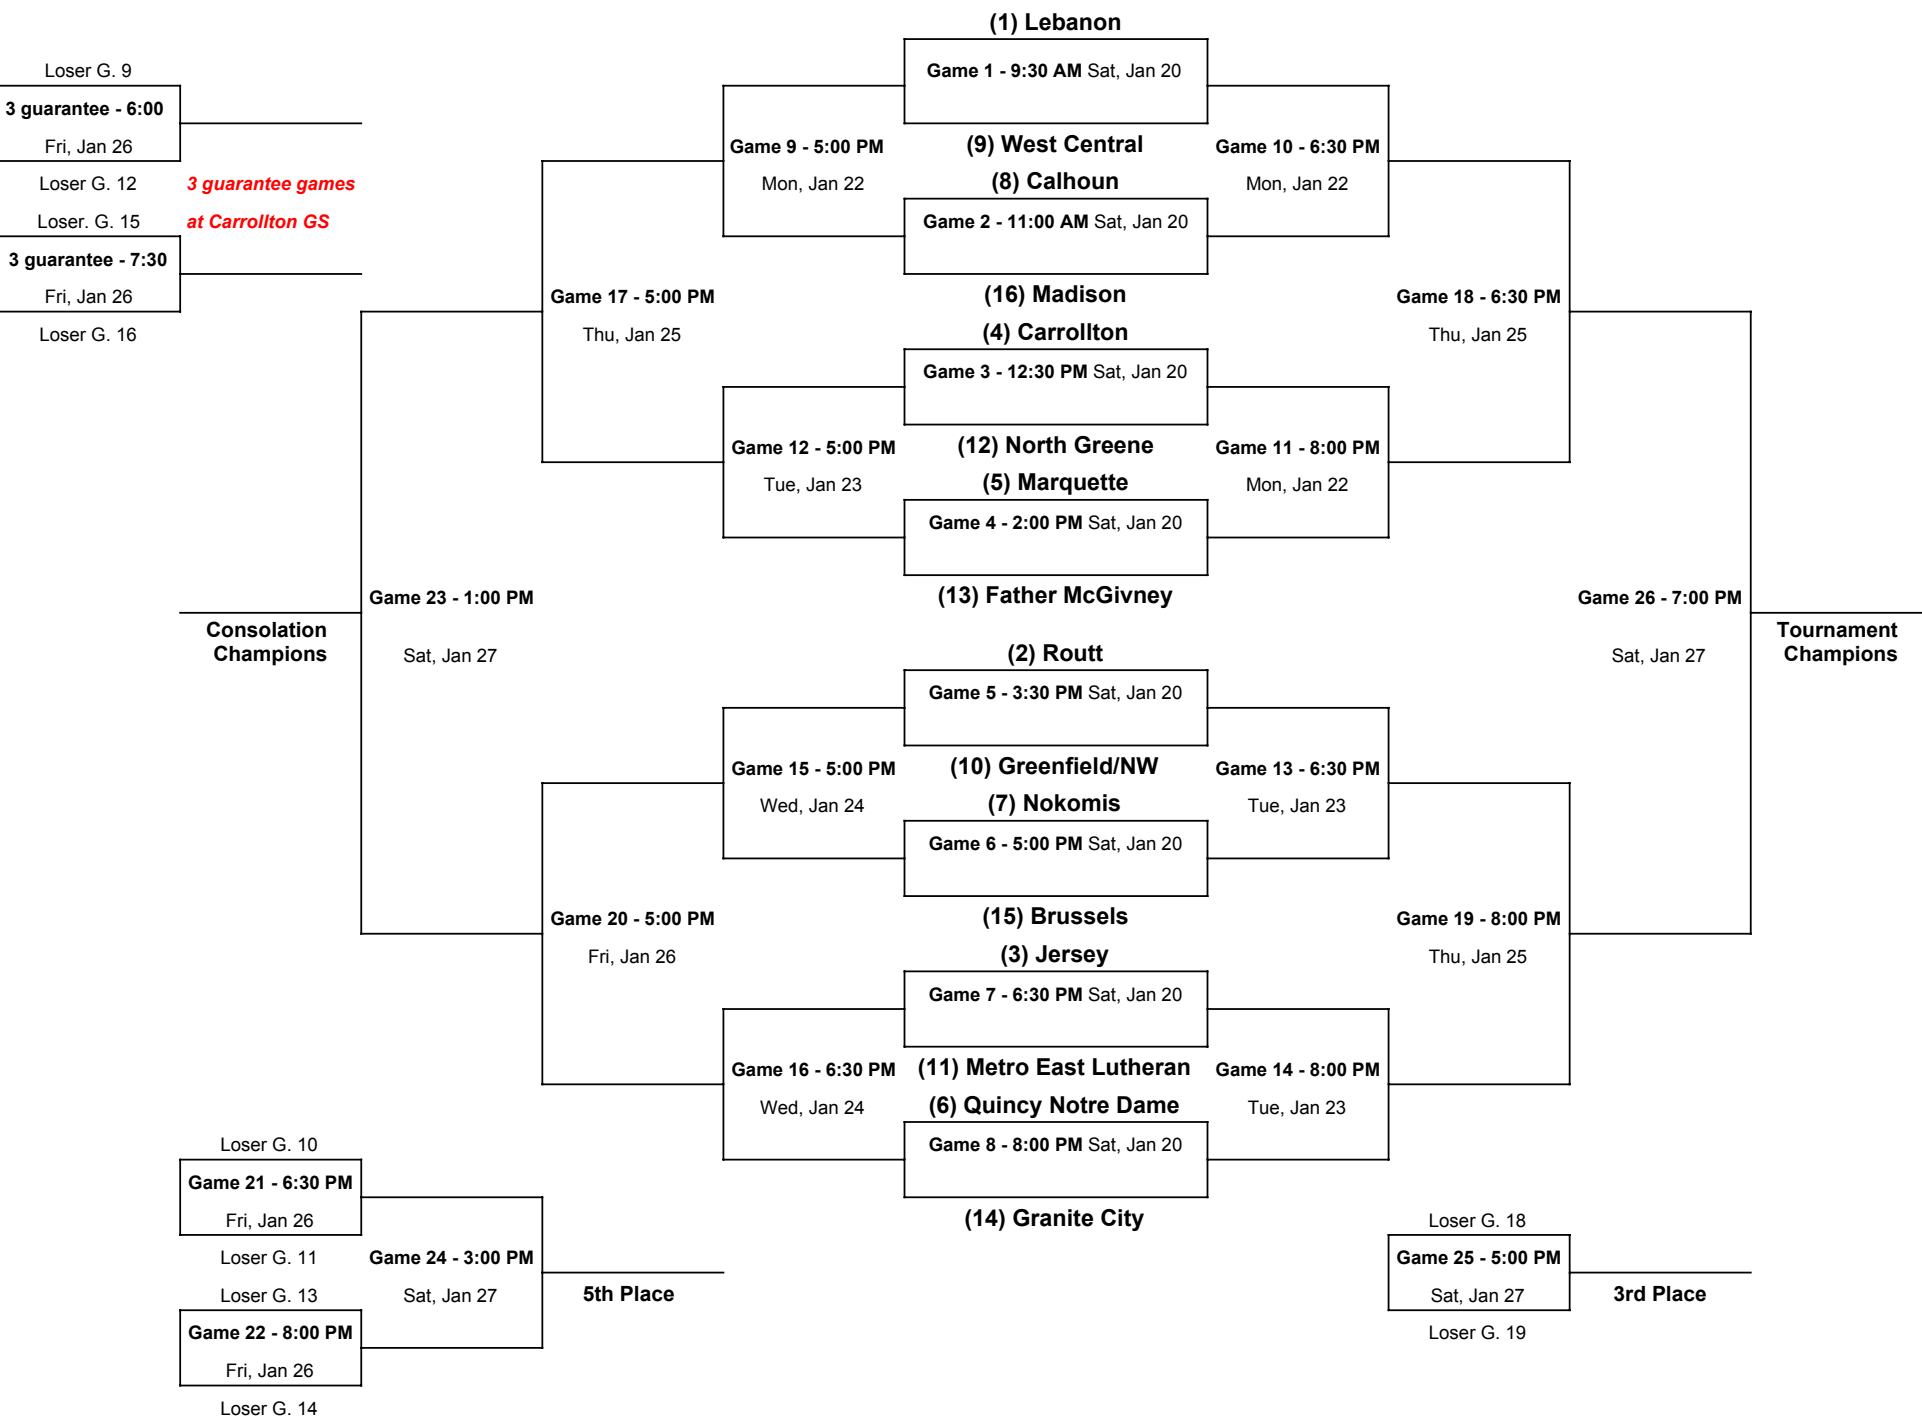 (1) Lebanon
Loser G. 9
Game 1 - 9:30 AM Sat, Jan 20
3 guarantee - 6:00
Fri, Jan 26
Game 9 - 5:00 PM
(9) West Central
Game 10 - 6:30 PM
Loser G. 12
3 guarantee games
Mon, Jan 22
(8) Calhoun
Mon, Jan 22
Loser. G. 15
at Carrollton GS
Game 2 - 11:00 AM Sat, Jan 20
3 guarantee - 7:30
Fri, Jan 26
Game 17 - 5:00 PM
(16) Madison
Game 18 - 6:30 PM
Loser G. 16
Thu, Jan 25
(4) Carrollton
Thu, Jan 25
Game 3 - 12:30 PM Sat, Jan 20
Game 12 - 5:00 PM
(12) North Greene
Game 11 - 8:00 PM
Tue, Jan 23
(5) Marquette
Mon, Jan 22
Game 4 - 2:00 PM Sat, Jan 20
Game 23 - 1:00 PM
(13) Father McGivney
Game 26 - 7:00 PM
Consolation
Champions
Sat, Jan 27
(2) Routt
Sat, Jan 27
Tournament
Champions
Game 5 - 3:30 PM Sat, Jan 20
Game 15 - 5:00 PM
(10) Greenfield/NW
Game 13 - 6:30 PM
Wed, Jan 24
(7) Nokomis
Tue, Jan 23
Game 6 - 5:00 PM Sat, Jan 20
Game 20 - 5:00 PM
(15) Brussels
Game 19 - 8:00 PM
Fri, Jan 26
(3) Jersey
Thu, Jan 25
Game 7 - 6:30 PM Sat, Jan 20
Game 16 - 6:30 PM
(11) Metro East Lutheran
Game 14 - 8:00 PM
Wed, Jan 24
(6) Quincy Notre Dame
Tue, Jan 23
Loser G. 10
Game 8 - 8:00 PM Sat, Jan 20
Game 21 - 6:30 PM
Fri, Jan 26
(14) Granite City
Loser G. 18
Loser G. 11
Game 24 - 3:00 PM
Game 25 - 5:00 PM
Loser G. 13
Sat, Jan 27
5th Place
Sat, Jan 27
3rd Place
Game 22 - 8:00 PM
Loser G. 19
Fri, Jan 26
Loser G. 14